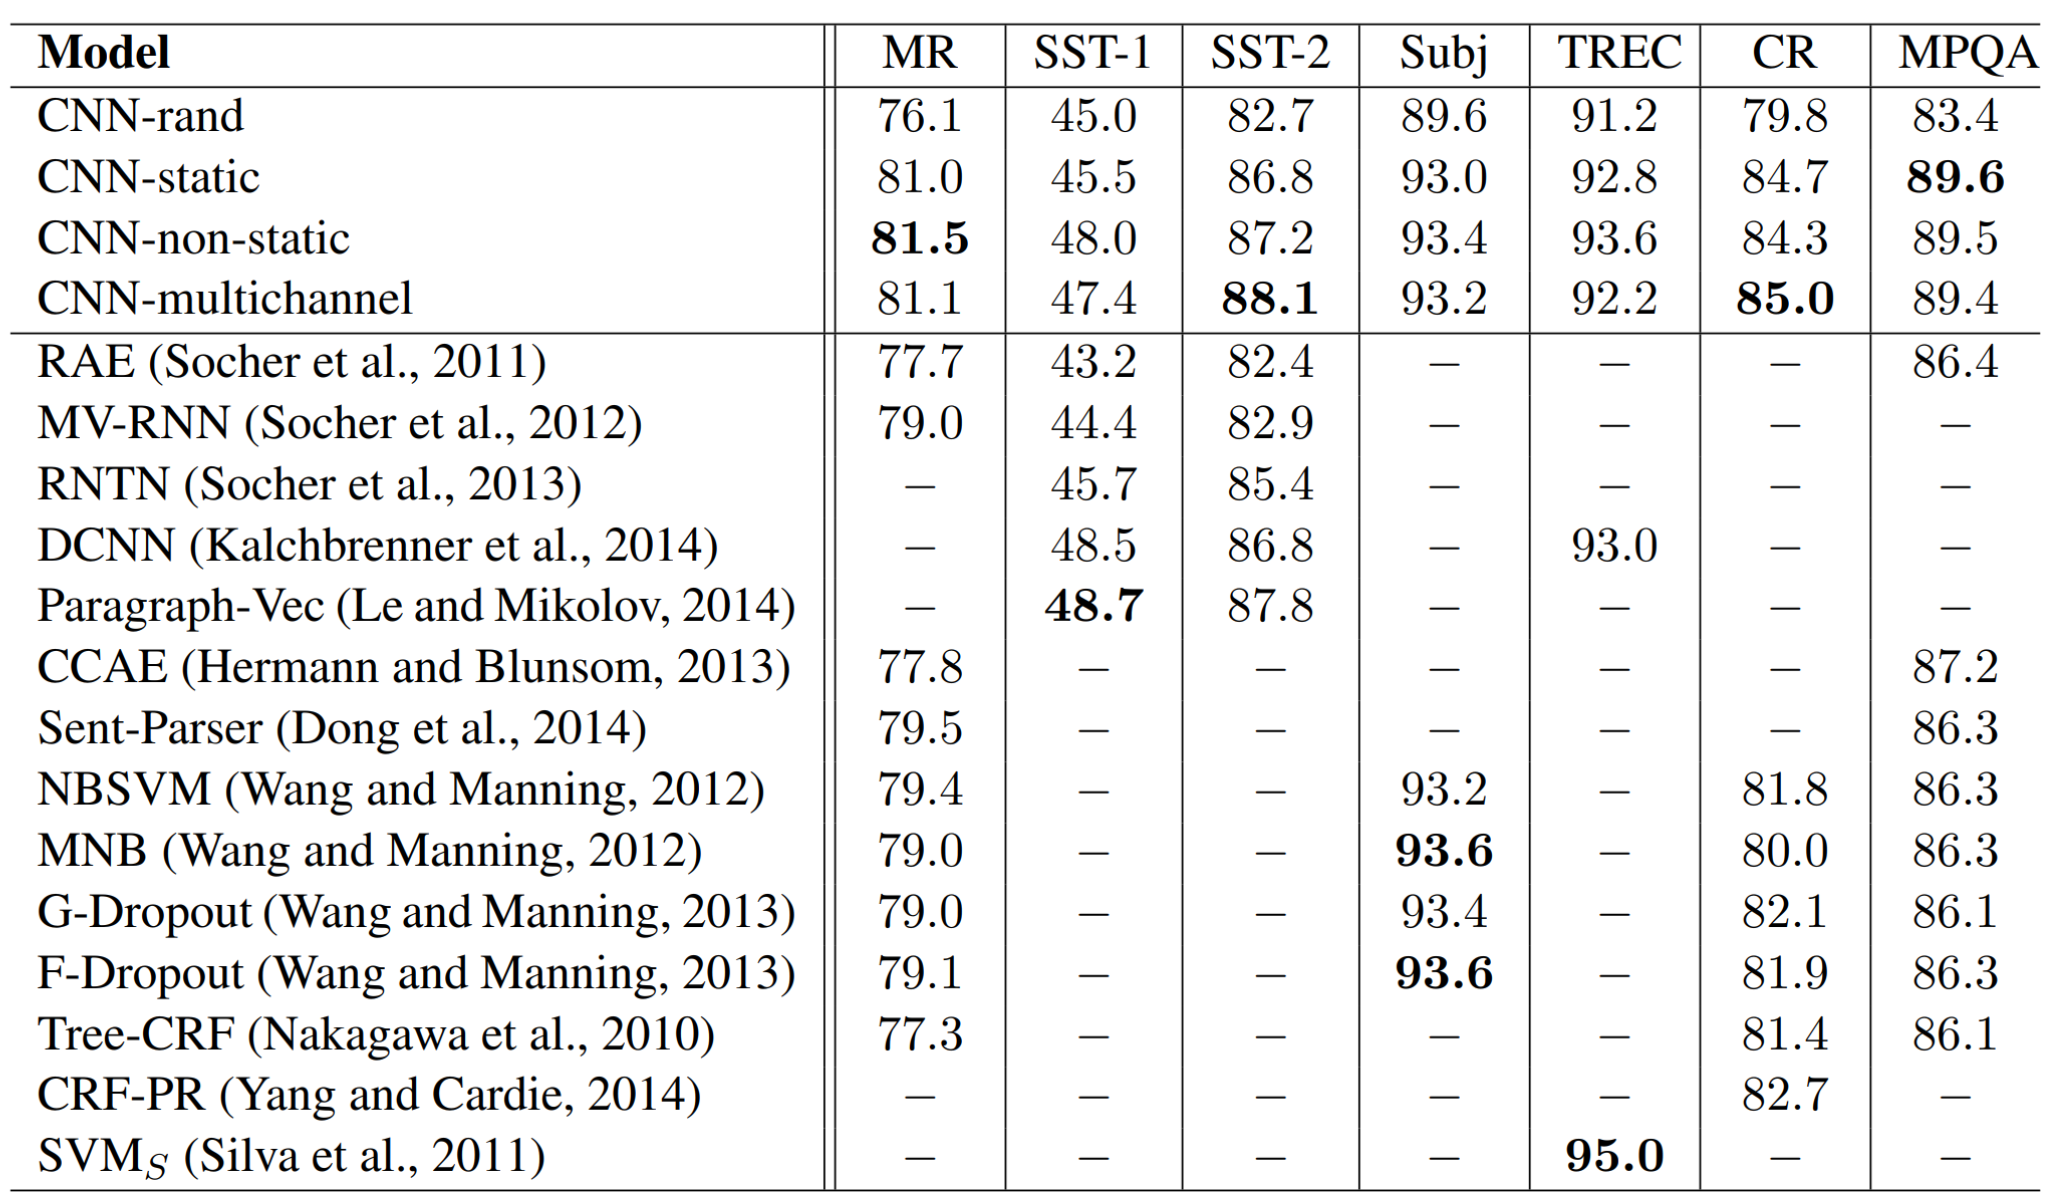 Model MR SST-1 SST-2 Subj TREC CR MPQA
CNN-rand 76.1 45.0 82.7 89.6 91.2 79.8 83.4
CNN-static 81.0 45.5 86.8 93.0 92.8 84.7 89.6
CNN-non-static 81.5 48.0 87.2 93.4 93.6 84.3 89.5
CNN-multichannel 81.1 47.4 88.1 93.2 92.2 85.0 89.4
RAE (Socher et al., 2011) 77.7 43.2 82.4 – – – 86.4
MV-RNN (Socher et al., 2012) 79.0 44.4 82.9 – – – –
RNTN (Socher et al., 2013) – 45.7 85.4 – – – –
DCNN (Kalchbrenner et al., 2014) – 48.5 86.8 – 93.0 – –
Paragraph-Vec (Le and Mikolov, 2014) – 48.7 87.8 – – – –
CCAE (Hermann and Blunsom, 2013) 77.8 – – – – – 87.2
Sent-Parser (Dong et al., 2014) 79.5 – – – – – 86.3
NBSVM (Wang and Manning, 2012) 79.4 – – 93.2 – 81.8 86.3
MNB (Wang and Manning, 2012) 79.0 – – 93.6 – 80.0 86.3
G-Dropout (Wang and Manning, 2013) 79.0 – – 93.4 – 82.1 86.1
F-Dropout (Wang and Manning, 2013) 79.1 – – 93.6 – 81.9 86.3
Tree-CRF (Nakagawa et al., 2010) 77.3 – – – – 81.4 86.1
CRF-PR (Yang and Cardie, 2014) – – – – – 82.7 –
SVM_S (Silva et al., 2011) – – – – 95.0 – –